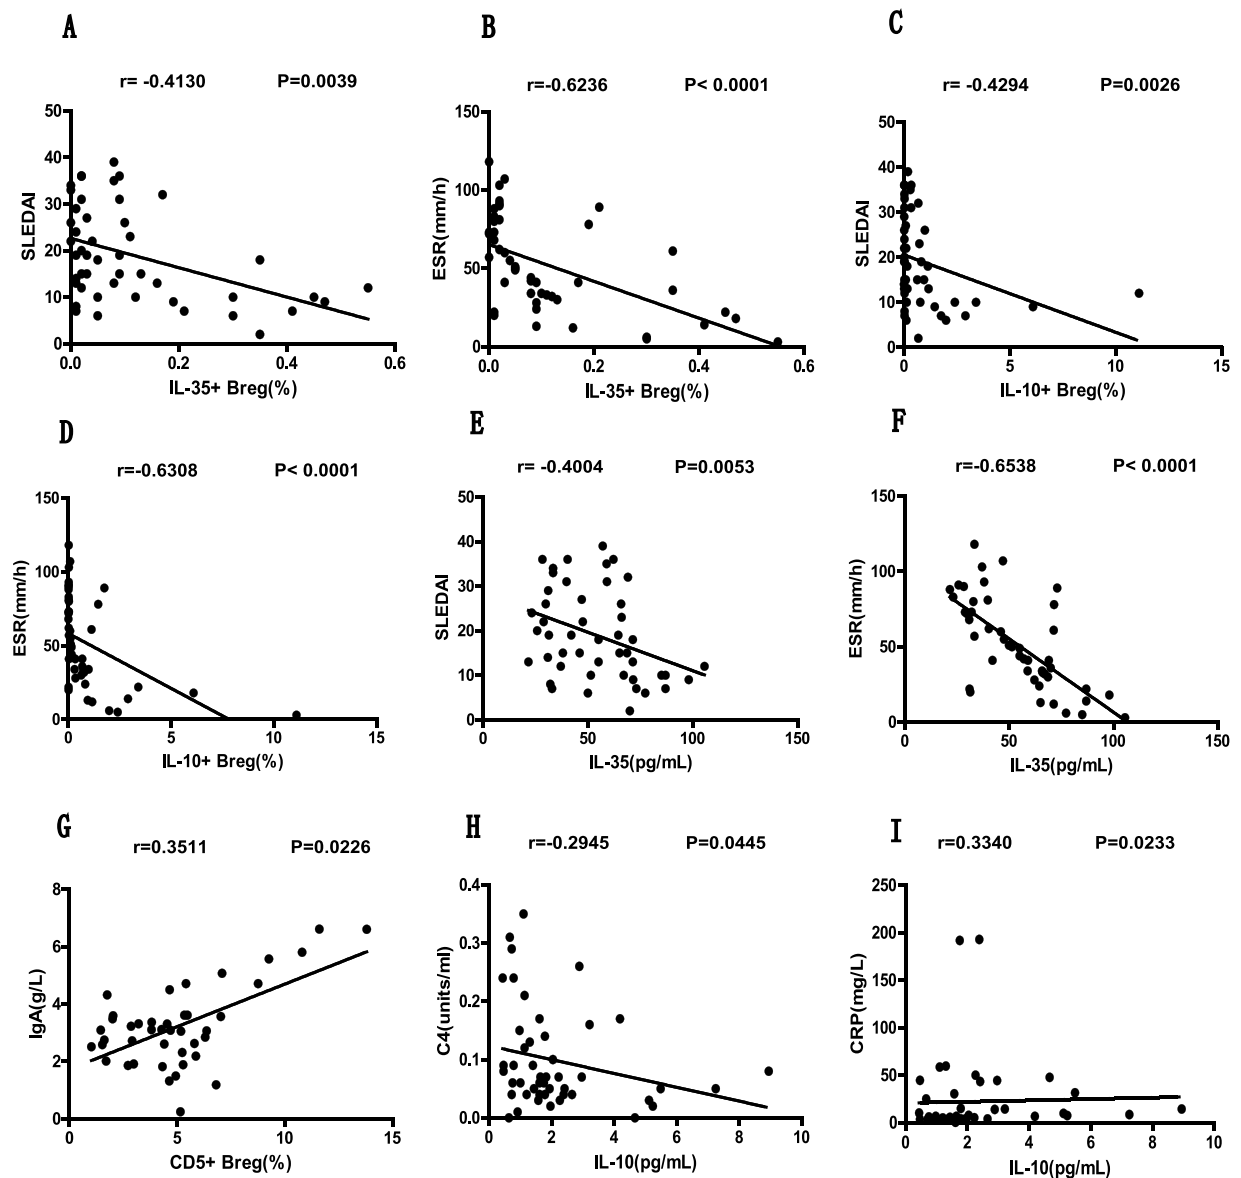 A
r= -0.4130 P=0.0039
50
40
30
20
10
0
SLEDAI
0.0 0.2 0.4 0.6
IL-35+ Breg(%)
B
r=-0.6236 P< 0.0001
150
100
50
0
ESR(mm/h)
0.0 0.2 0.4 0.6
IL-35+ Breg(%)
C
r= -0.4294 P=0.0026
50
40
30
20
10
0
SLEDAI
0 5 10 15
IL-10+ Breg(%)
D
r=-0.6308 P< 0.0001
150
100
50
0
ESR(mm/h)
0 5 10 15
IL-10+ Breg(%)
E
r= -0.4004 P=0.0053
50
40
30
20
10
0
SLEDAI
0 50 100 150
IL-35(pg/mL)
F
r=-0.6538 P< 0.0001
150
100
50
0
ESR(mm/h)
0 50 100 150
IL-35(pg/mL)
G
r=0.3511 P=0.0226
8
6
4
2
0
IgA(g/L)
0 5 10 15
CD5+ Breg(%)
H
r=-0.2945 P=0.0445
0.4
0.3
0.2
0.1
0.0
C4(units/ml)
0 2 4 6 8 10
IL-10(pg/mL)
I
r=0.3340 P=0.0233
250
200
150
100
50
0
CRP(mg/L)
0 2 4 6 8 10
IL-10(pg/mL)